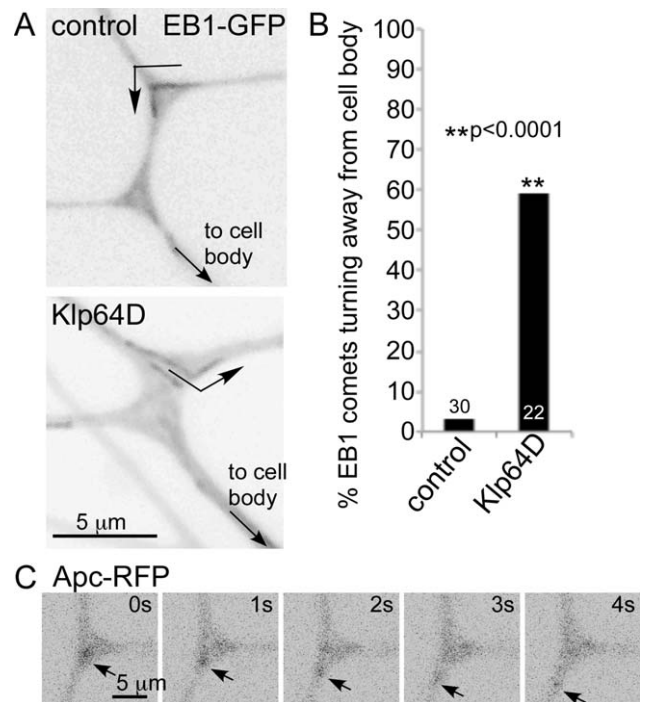 A control EB1-GFP
to cell
body
Klp64D
to cell
body
5 μm
B
% EB1 comets turning away from cell body
100
90
80
70
60
50
40
30
20
10
0
**p<0.0001
**
30
22
control
Klp64D
C Apc-RFP
0s 1s 2s 3s 4s
5 μm